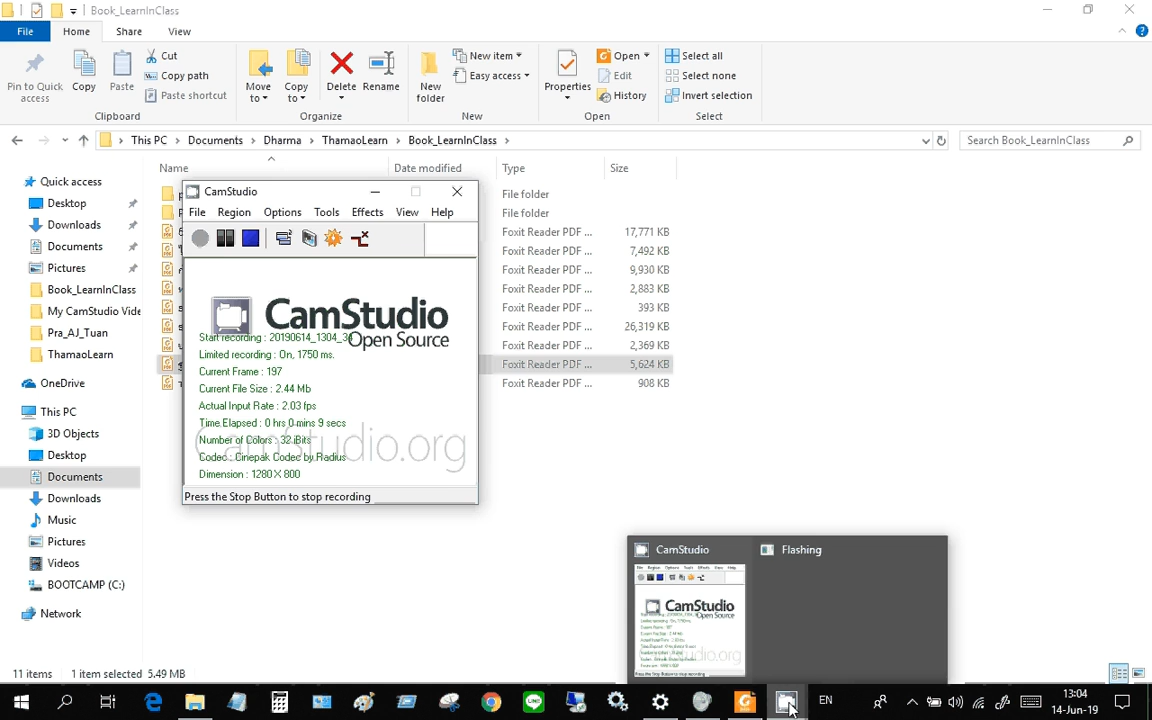 Book_LearnInClass
File Home Share View
Pin to Quick access
Copy
Paste
Cut
Copy path
Paste shortcut
Clipboard
Move to
Copy to
Delete
Rename
Organize
New folder
New item
Easy access
New
Properties
Open
Edit
History
Open
Select all
Select none
Invert selection
Select
This PC Documents Dharma ThamaoLearn Book_LearnInClass
Search Book_LearnInClass
Name Date modified Type Size
File folder
File folder
Foxit Reader PDF ... 17,771 KB
Foxit Reader PDF ... 7,492 KB
Foxit Reader PDF ... 9,930 KB
Foxit Reader PDF ... 2,883 KB
Foxit Reader PDF ... 393 KB
Foxit Reader PDF ... 26,319 KB
Foxit Reader PDF ... 2,369 KB
Foxit Reader PDF ... 5,624 KB
Foxit Reader PDF ... 908 KB
Quick access
Desktop
Downloads
Documents
Pictures
Book_LearnInClass
My CamStudio Vide
Pra_AJ_Tuan
ThamaoLearn
OneDrive
This PC
3D Objects
Desktop
Documents
Downloads
Music
Pictures
Videos
BOOTCAMP (C:)
Network
CamStudio
File Region Options Tools Effects View Help
CamStudio
Open Source
Start recording : 20190614_1304_3
Limited recording : On, 1750 ms.
Current Frame : 197
Current File Size : 2.44 Mb
Actual Input Rate : 2.03 fps
Time Elapsed : 0 hrs 0 mins 9 secs
Number of Colors : 32 iBits
Codec : Cinepak Codec by Radius
Dimension : 1280X800
CamStudio.org
Press the Stop Button to stop recording
CamStudio
Flashing
CamStudio
Open Source
11 items 1 item selected 5.49 MB
EN
13:04
14-Jun-19